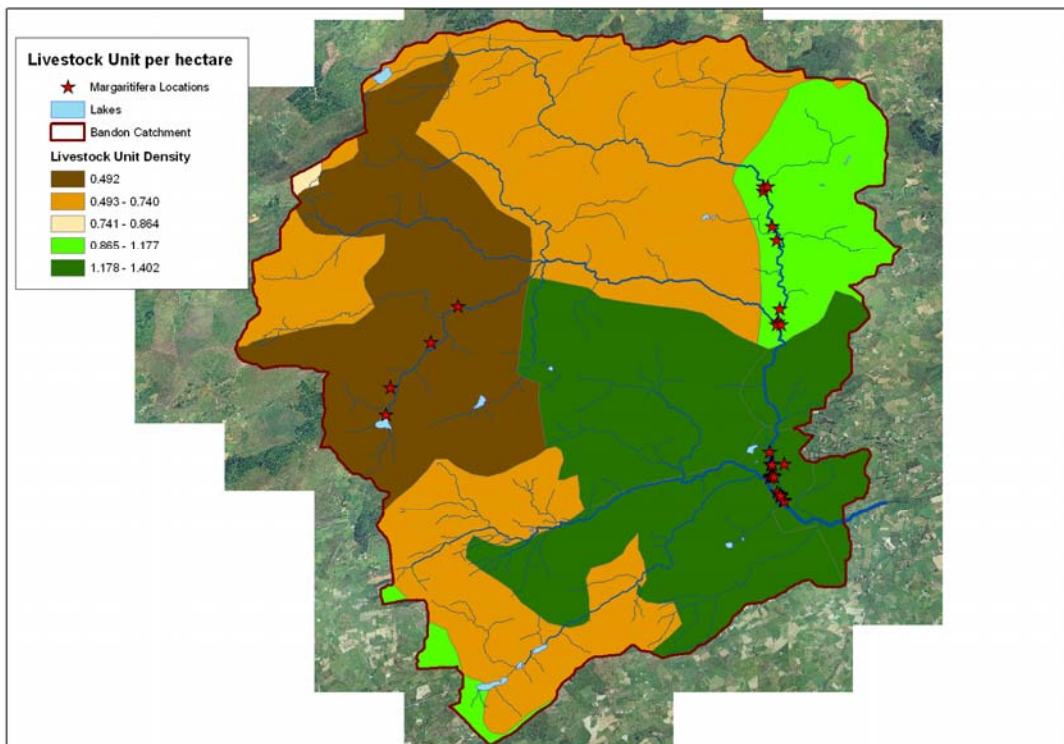 Livestock Unit per hectare
Margaritifera Locations
Lakes
Bandon Catchment
Livestock Unit Density
0.492
0.493 - 0.740
0.741 - 0.864
0.865 - 1.177
1.178 - 1.402